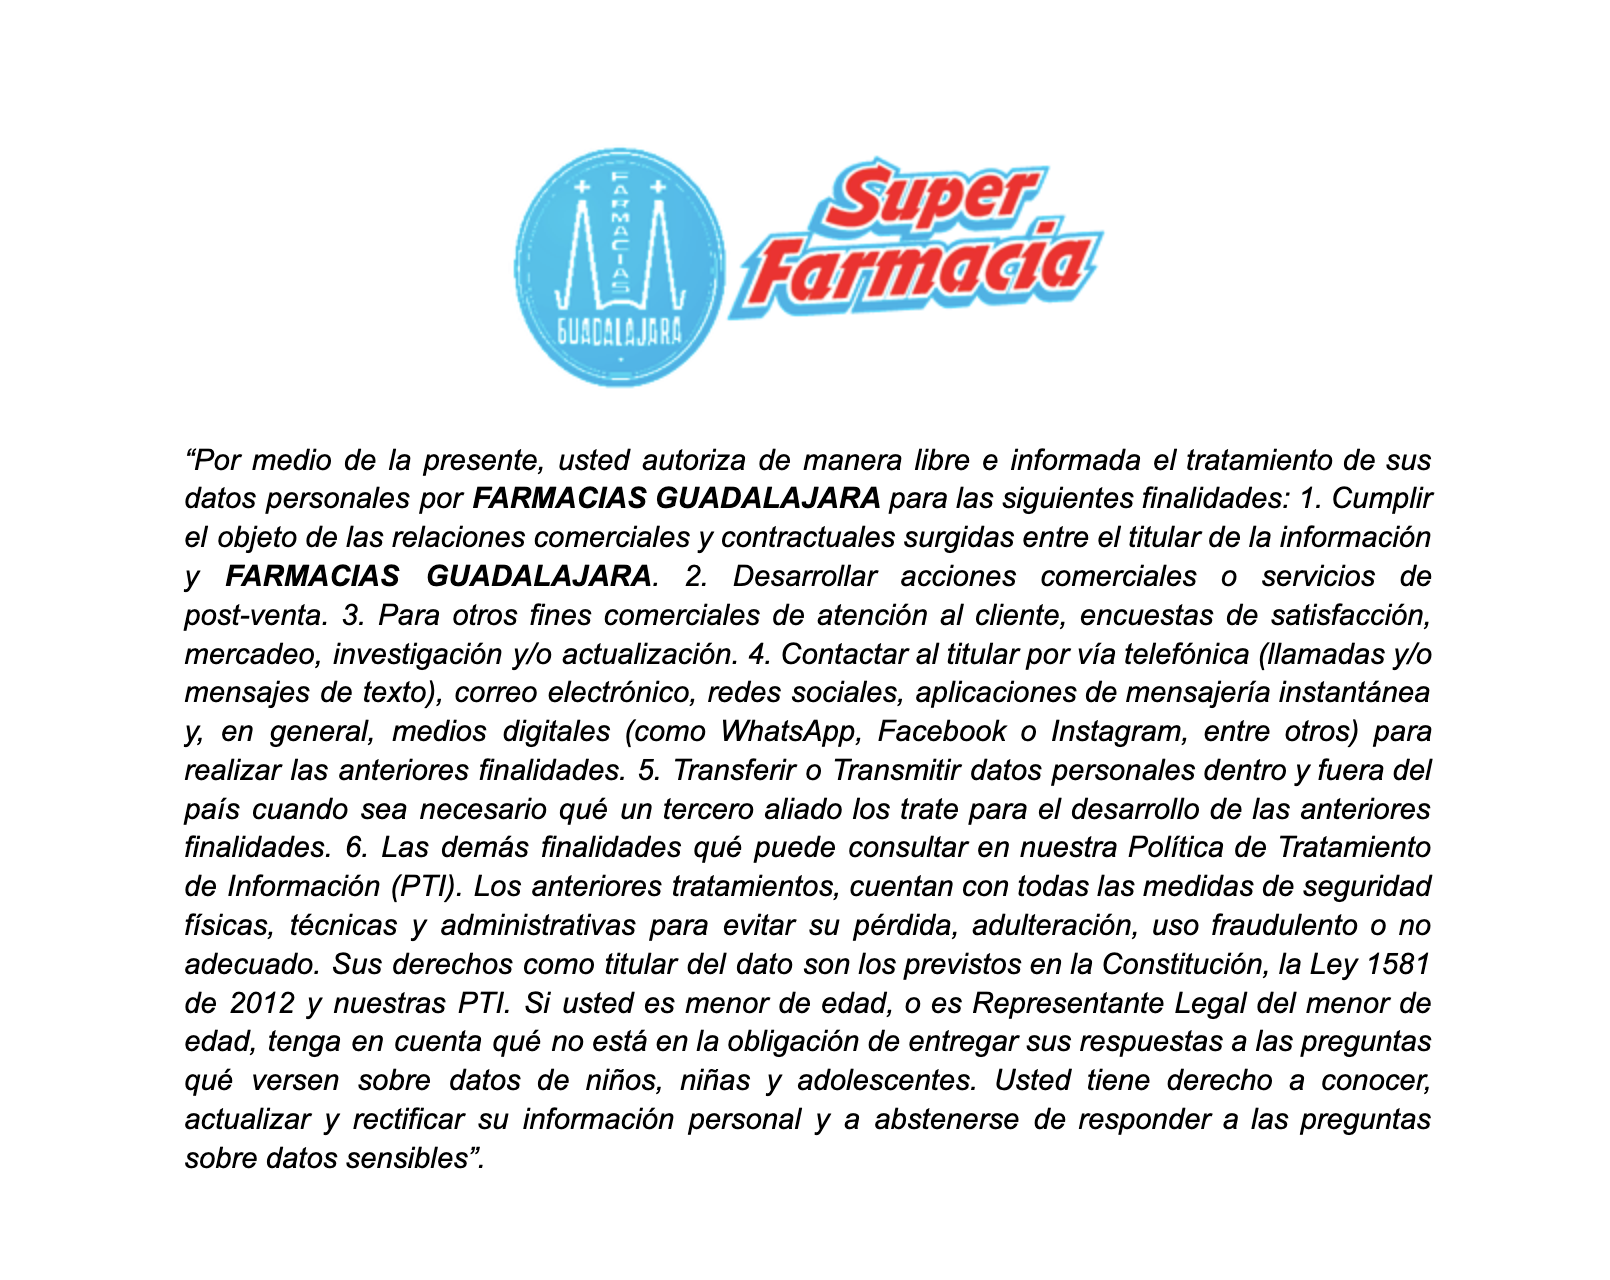 FARMACIAS
GUADALAJARA
Super
Farmacia
“Por medio de la presente, usted autoriza de manera libre e informada el tratamiento de sus
datos personales por FARMACIAS GUADALAJARA para las siguientes finalidades: 1. Cumplir
el objeto de las relaciones comerciales y contractuales surgidas entre el titular de la información
y FARMACIAS GUADALAJARA. 2. Desarrollar acciones comerciales o servicios de
post-venta. 3. Para otros fines comerciales de atención al cliente, encuestas de satisfacción,
mercadeo, investigación y/o actualización. 4. Contactar al titular por vía telefónica (llamadas y/o
mensajes de texto), correo electrónico, redes sociales, aplicaciones de mensajería instantánea
y, en general, medios digitales (como WhatsApp, Facebook o Instagram, entre otros) para
realizar las anteriores finalidades. 5. Transferir o Transmitir datos personales dentro y fuera del
país cuando sea necesario qué un tercero aliado los trate para el desarrollo de las anteriores
finalidades. 6. Las demás finalidades qué puede consultar en nuestra Política de Tratamiento
de Información (PTI). Los anteriores tratamientos, cuentan con todas las medidas de seguridad
físicas, técnicas y administrativas para evitar su pérdida, adulteración, uso fraudulento o no
adecuado. Sus derechos como titular del dato son los previstos en la Constitución, la Ley 1581
de 2012 y nuestras PTI. Si usted es menor de edad, o es Representante Legal del menor de
edad, tenga en cuenta qué no está en la obligación de entregar sus respuestas a las preguntas
qué versen sobre datos de niños, niñas y adolescentes. Usted tiene derecho a conocer,
actualizar y rectificar su información personal y a abstenerse de responder a las preguntas
sobre datos sensibles”.